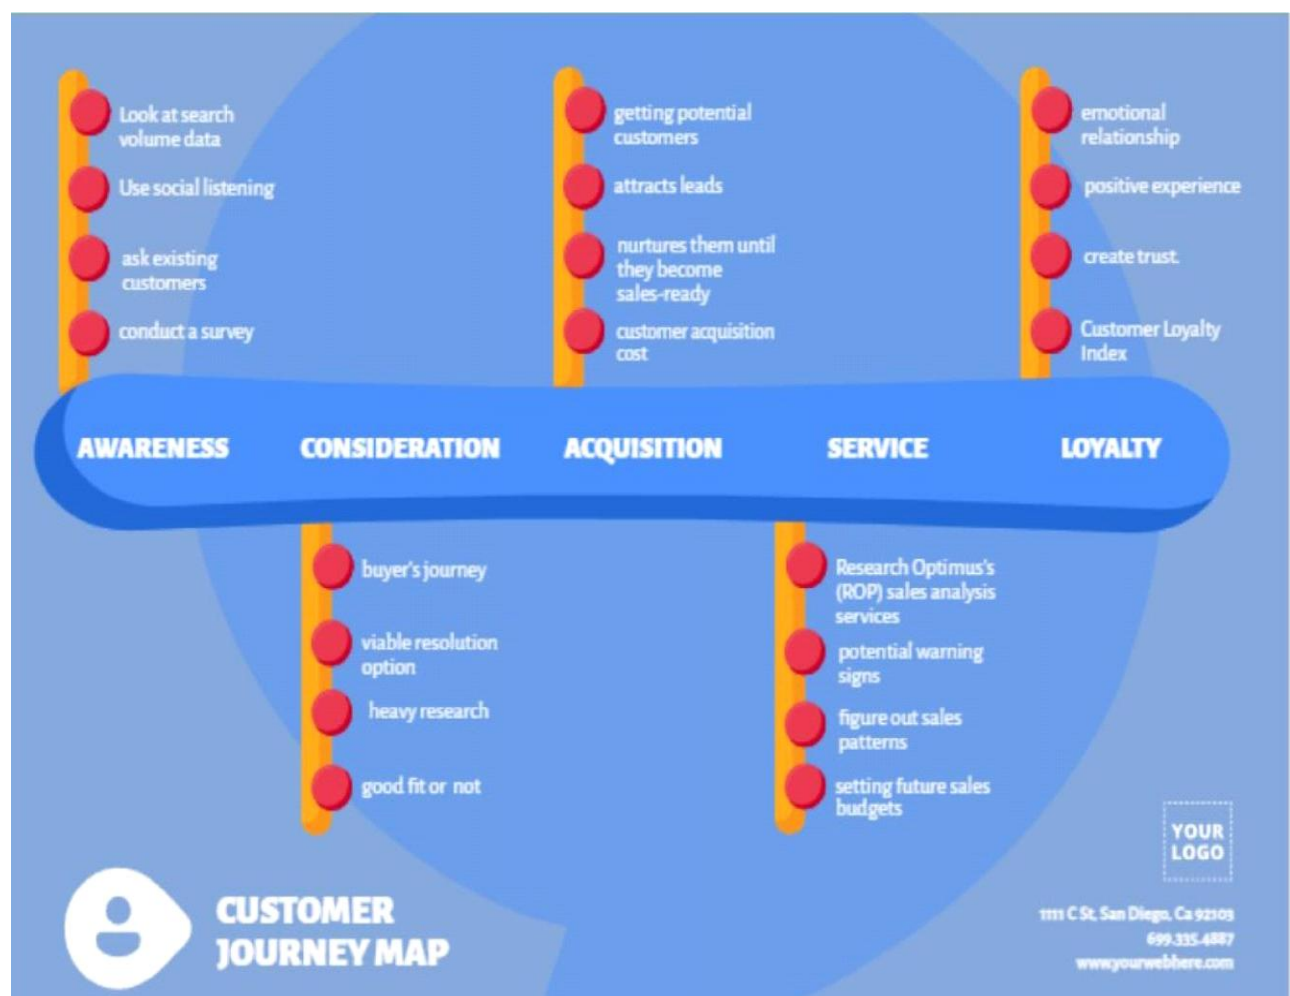 Look at search
volume data
Use social listening
ask existing
customers
conduct a survey
getting potential
customers
attracts leads
nurtures them until
they become
sales-ready
customer acquisition
cost
emotional
relationship
positive experience
create trust.
Customer Loyalty
Index
AWARENESS
CONSIDERATION
ACQUISITION
SERVICE
LOYALTY
buyer's journey
viable resolution
option
heavy research
good fit or not
Research Optimus's
(ROP) sales analysis
services
potential warning
signs
figure out sales
patterns
setting future sales
budgets
CUSTOMER
JOURNEY MAP
YOUR
LOGO
1111 C St, San Diego, Ca 92103
699.335.4887
www.yourwebhere.com